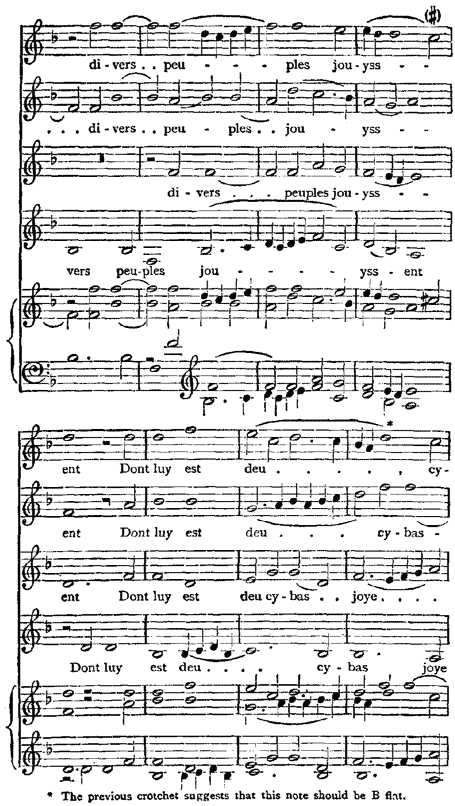 (#)
di - vers . . peu - - ples jou - yss - -
. . . di - vers . . peu - ples . . jou - yss - -
di - vers . . . peuples jou - yss - -
vers peu-ples jou - - - yss - ent
ent Dont luy est deu . . . . , cy-
*
ent Dont luy est deu . . . cy - bas -
ent Dont luy est deu cy - bas . . joye . . . .
Dont luy est deu . . . . cy - bas joye
* The previous crotchet suggests that this note should be B flat.